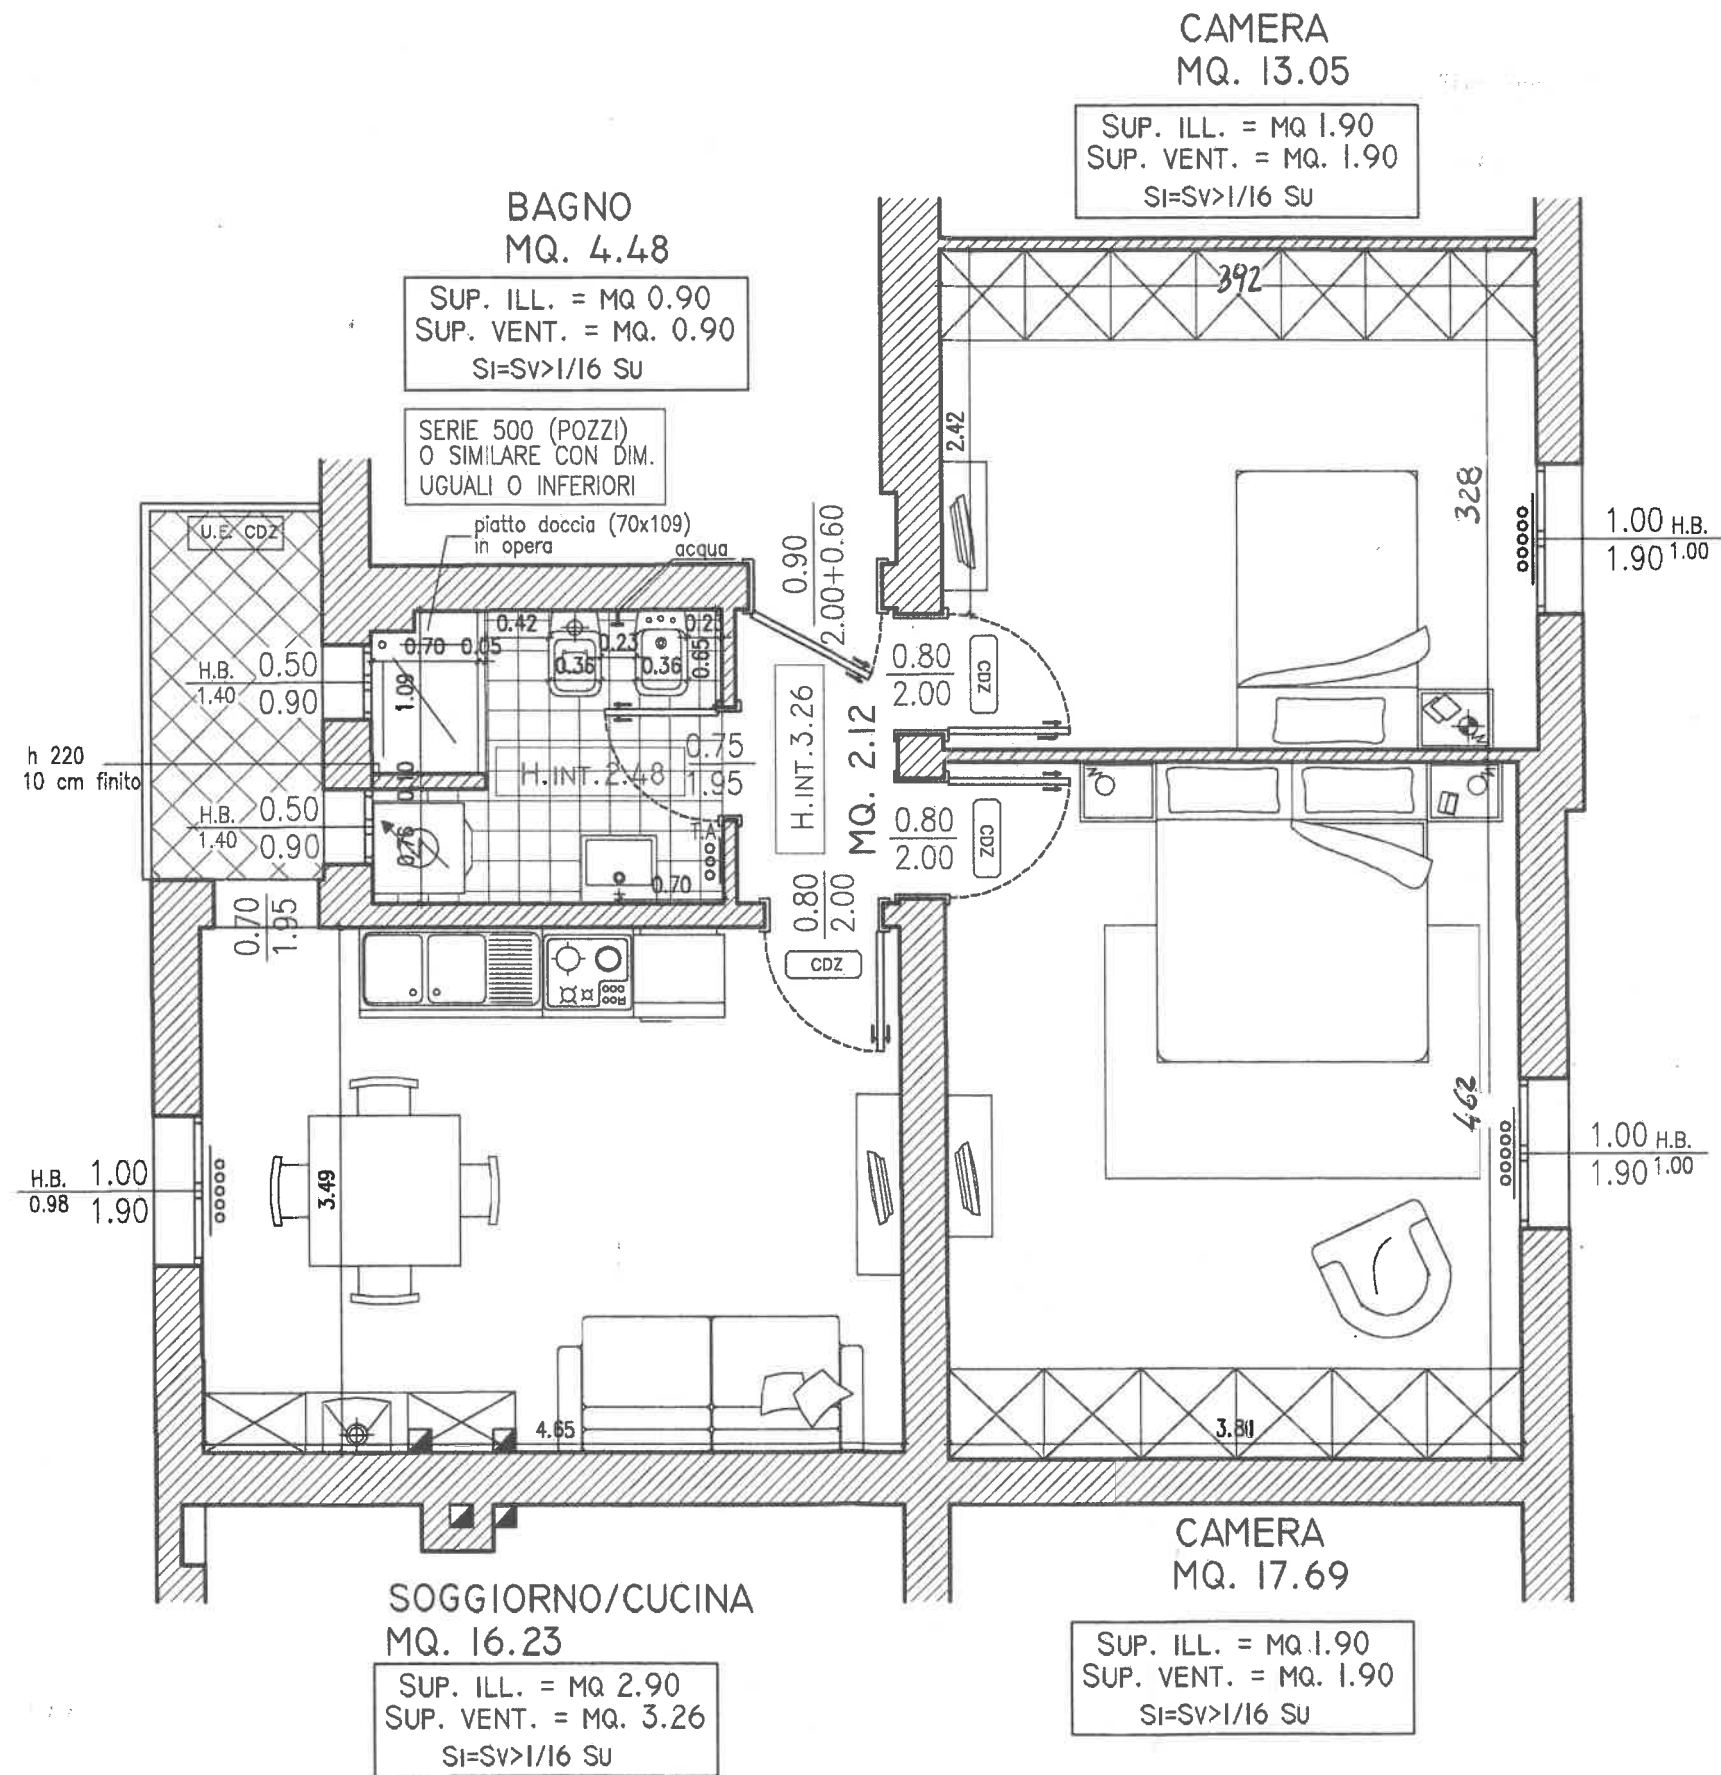 CAMERA
MQ. 13.05
SUP. ILL. = MQ 1.90
SUP. VENT. = MQ. 1.90
SI=SV>1/16 SU
BAGNO
MQ. 4.48
SUP. ILL. = MQ 0.90
SUP. VENT. = MQ. 0.90
SI=SV>1/16 SU
SERIE 500 (POZZI)
O SIMILARE CON DIM.
UGUALI O INFERIORI
piatto doccia (70x109)
in opera
acqua
U.E. CDZ
392
2.42
328
1.00 H.B.
1.90 1.00
0.90
2.00+0.60
0.42
0.23
0.23
0.70
0.05
0.36
0.36
0.65
1.09
H.B. 0.50
1.40 0.90
h 220
10 cm finito
H.B. 0.50
1.40 0.90
0.10
0.76
H.INT.2.48
0.75
1.95
T.A.
0.70
H.INT.3.26
MQ. 2.12
0.80
2.00
CDZ
0.80
2.00
CDZ
0.80
2.00
CDZ
0.70
1.95
H.B. 1.00
0.98 1.90
3.49
4.65
462
1.00 H.B.
1.90 1.00
3.80
CAMERA
MQ. 17.69
SUP. ILL. = MQ.1.90
SUP. VENT. = MQ. 1.90
SI=SV>1/16 SU
SOGGIORNO/CUCINA
MQ. 16.23
SUP. ILL. = MQ 2.90
SUP. VENT. = MQ. 3.26
SI=SV>1/16 SU